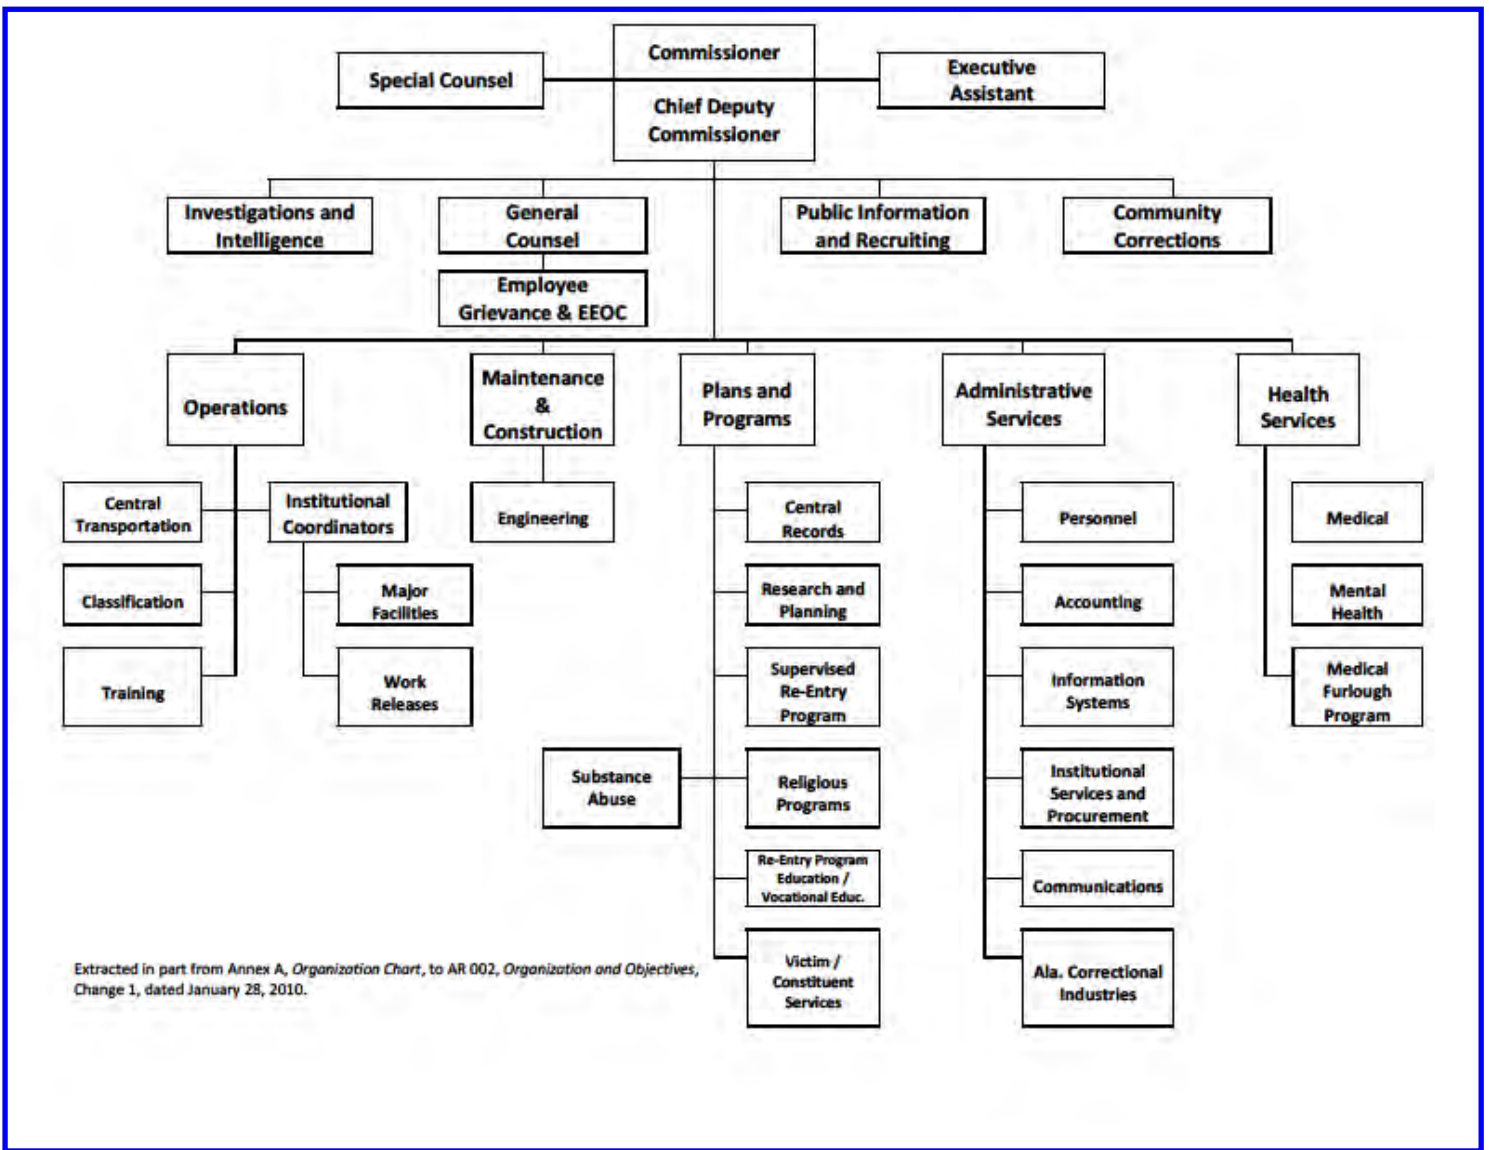 Commissioner
Special Counsel
Executive
Assistant
Chief Deputy
Commissioner
Investigations and
Intelligence
General
Counsel
Public Information
and Recruiting
Community
Corrections
Employee
Grievance & EEOC
Operations
Maintenance
&
Construction
Plans and
Programs
Administrative
Services
Health
Services
Central
Transportation
Institutional
Coordinators
Engineering
Central
Records
Personnel
Medical
Classification
Major
Facilities
Research and
Planning
Accounting
Mental
Health
Training
Work
Releases
Supervised
Re-Entry
Program
Information
Systems
Medical
Furlough
Program
Substance
Abuse
Religious
Programs
Institutional
Services and
Procurement
Re-Entry Program
Education /
Vocational Educ.
Communications
Victim /
Constituent
Services
Ala. Correctional
Industries
Extracted in part from Annex A, Organization Chart, to AR 002, Organization and Objectives,
Change 1, dated January 28, 2010.